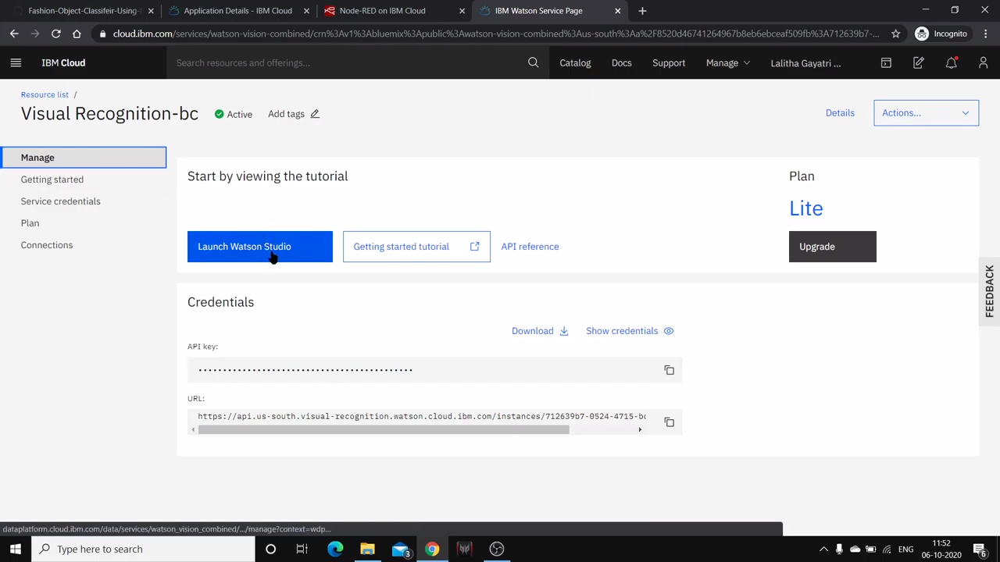 Fashion-Object-Classifeir-Using-
Application Details - IBM Cloud
Node-RED on IBM Cloud
IBM Watson Service Page
cloud.ibm.com/services/watson-vision-combined/crn%3Av1%3Abluemix%3Apublic%3Awatson-vision-combined%3Aus-south%3Aa%2F8520d46741264967b8eb6ebceaf509fb%3A712639b7-...
Incognito
IBM Cloud
Search resources and offerings...
Catalog
Docs
Support
Manage
Lalitha Gayatri ...
Resource list /
Visual Recognition-bc
Active
Add tags
Details
Actions...
Manage
Getting started
Service credentials
Plan
Connections
Start by viewing the tutorial
Launch Watson Studio
Getting started tutorial
API reference
Plan
Lite
Upgrade
FEEDBACK
Credentials
Download
Show credentials
API key:
URL:
https://api.us-south.visual-recognition.watson.cloud.ibm.com/instances/712639b7-0524-4715-bc
dataplatform.cloud.ibm.com/data/services/watson_vision_combined/.../manage?context=wdp...
Type here to search
3
ENG
11:52
06-10-2020
6